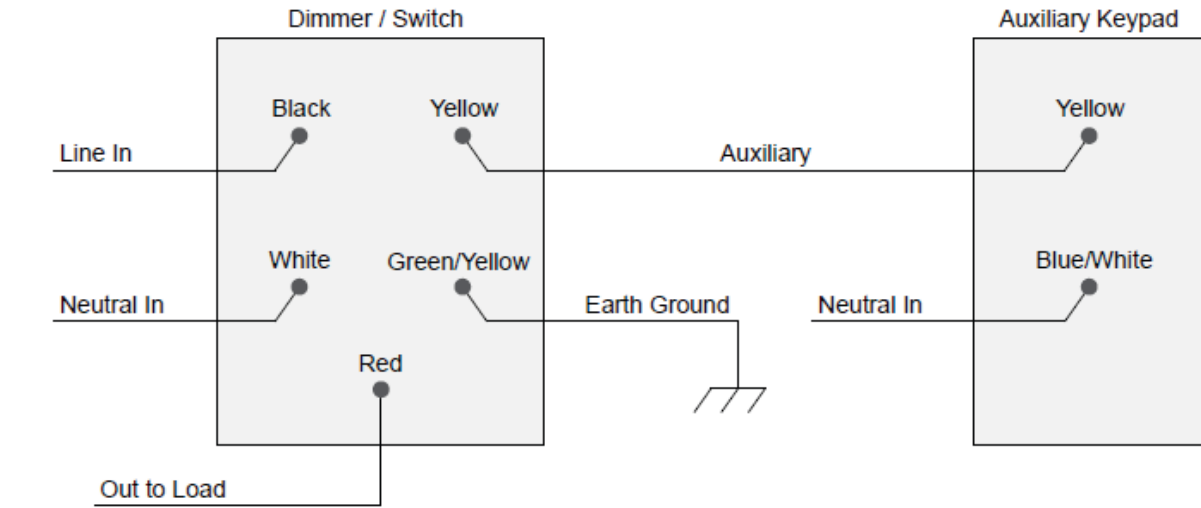 Dimmer / Switch
Auxiliary Keypad
Black
Yellow
Yellow
Line In
Auxiliary
White
Green/Yellow
Blue/White
Neutral In
Earth Ground
Neutral In
Red
Out to Load